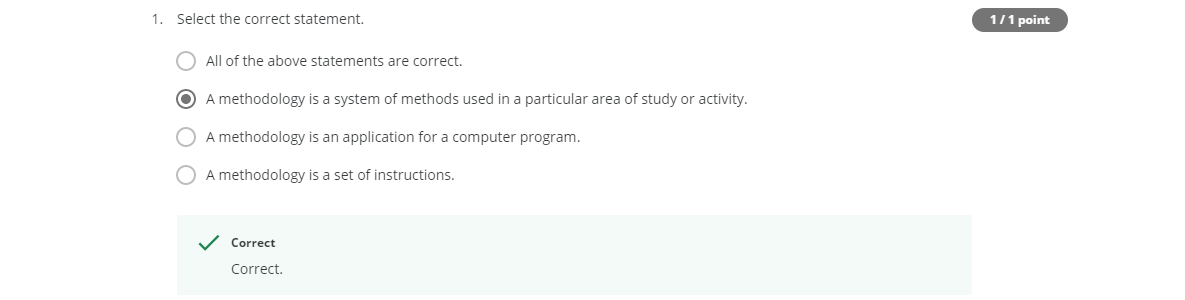 1. Select the correct statement.
1 / 1 point
All of the above statements are correct.
A methodology is a system of methods used in a particular area of study or activity.
A methodology is an application for a computer program.
A methodology is a set of instructions.
Correct
Correct.